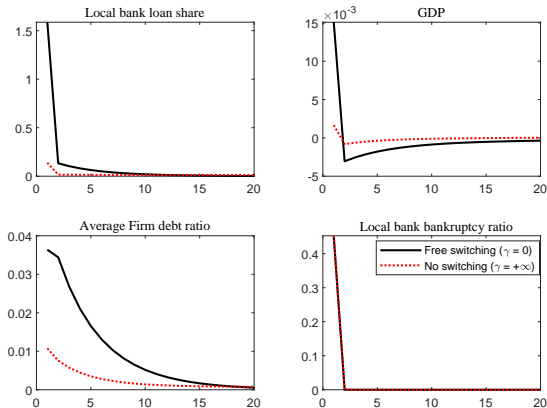 Local bank loan share
1.5
1
0.5
0
0 5 10 15 20
GDP
×10⁻³
15
10
5
0
-5
0 5 10 15 20
Average Firm debt ratio
0.04
0.03
0.02
0.01
0
0 5 10 15 20
Local bank bankruptcy ratio
0.4
0.3
0.2
0.1
0
0 5 10 15 20
Free switching (γ = 0)
No switching (γ = +∞)